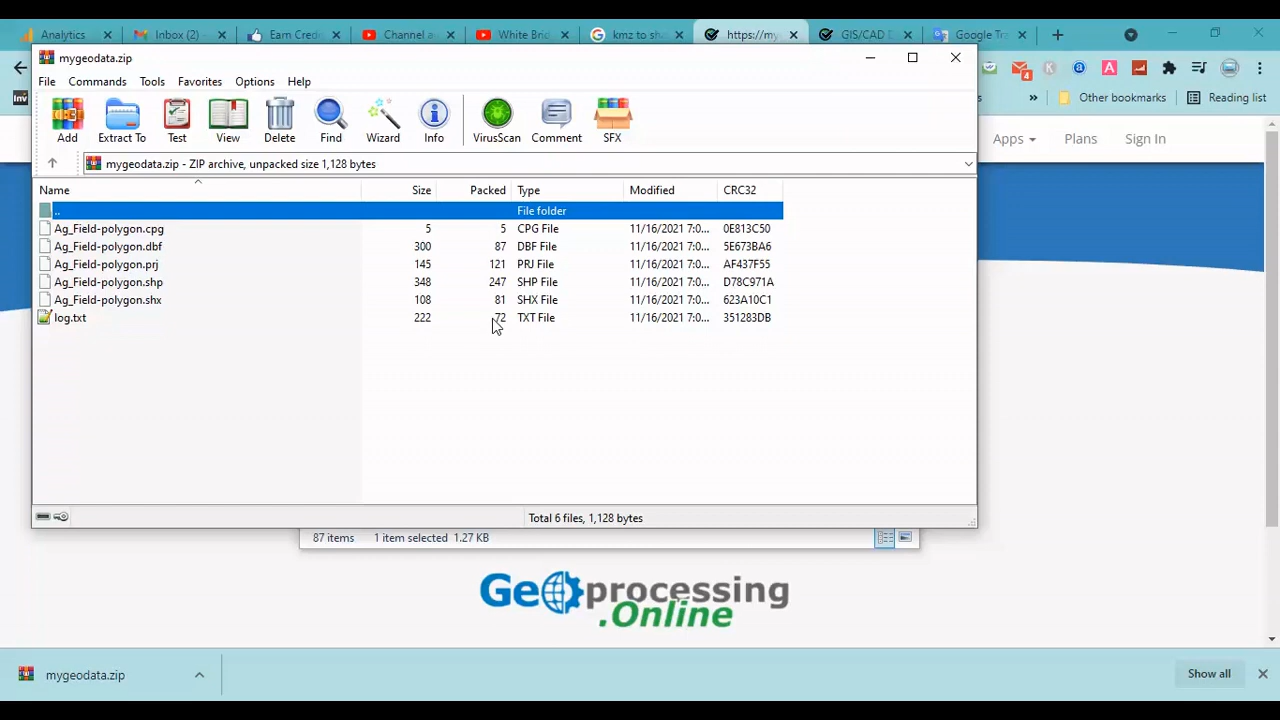 Analytics
Inbox (2)
Earn Cred
Channel a
White Brid
kmz to sh
https://my
GIS/CAD D
Google Tr
mygeodata.zip
File Commands Tools Favorites Options Help
4
Inv
Other bookmarks
Reading list
Add Extract To Test View Delete Find Wizard Info VirusScan Comment SFX
Apps Plans Sign In
mygeodata.zip - ZIP archive, unpacked size 1,128 bytes
Name Size Packed Type Modified CRC32
.. File folder
Ag_Field-polygon.cpg 5 5 CPG File 11/16/2021 7:0... 0E813C50
Ag_Field-polygon.dbf 300 87 DBF File 11/16/2021 7:0... 5E673BA6
Ag_Field-polygon.prj 145 121 PRJ File 11/16/2021 7:0... AF437F55
Ag_Field-polygon.shp 348 247 SHP File 11/16/2021 7:0... D78C971A
Ag_Field-polygon.shx 108 81 SHX File 11/16/2021 7:0... 623A10C1
log.txt 222 72 TXT File 11/16/2021 7:0... 351283DB
Total 6 files, 1,128 bytes
87 items 1 item selected 1.27 KB
Geoprocessing
.Online
mygeodata.zip
Show all